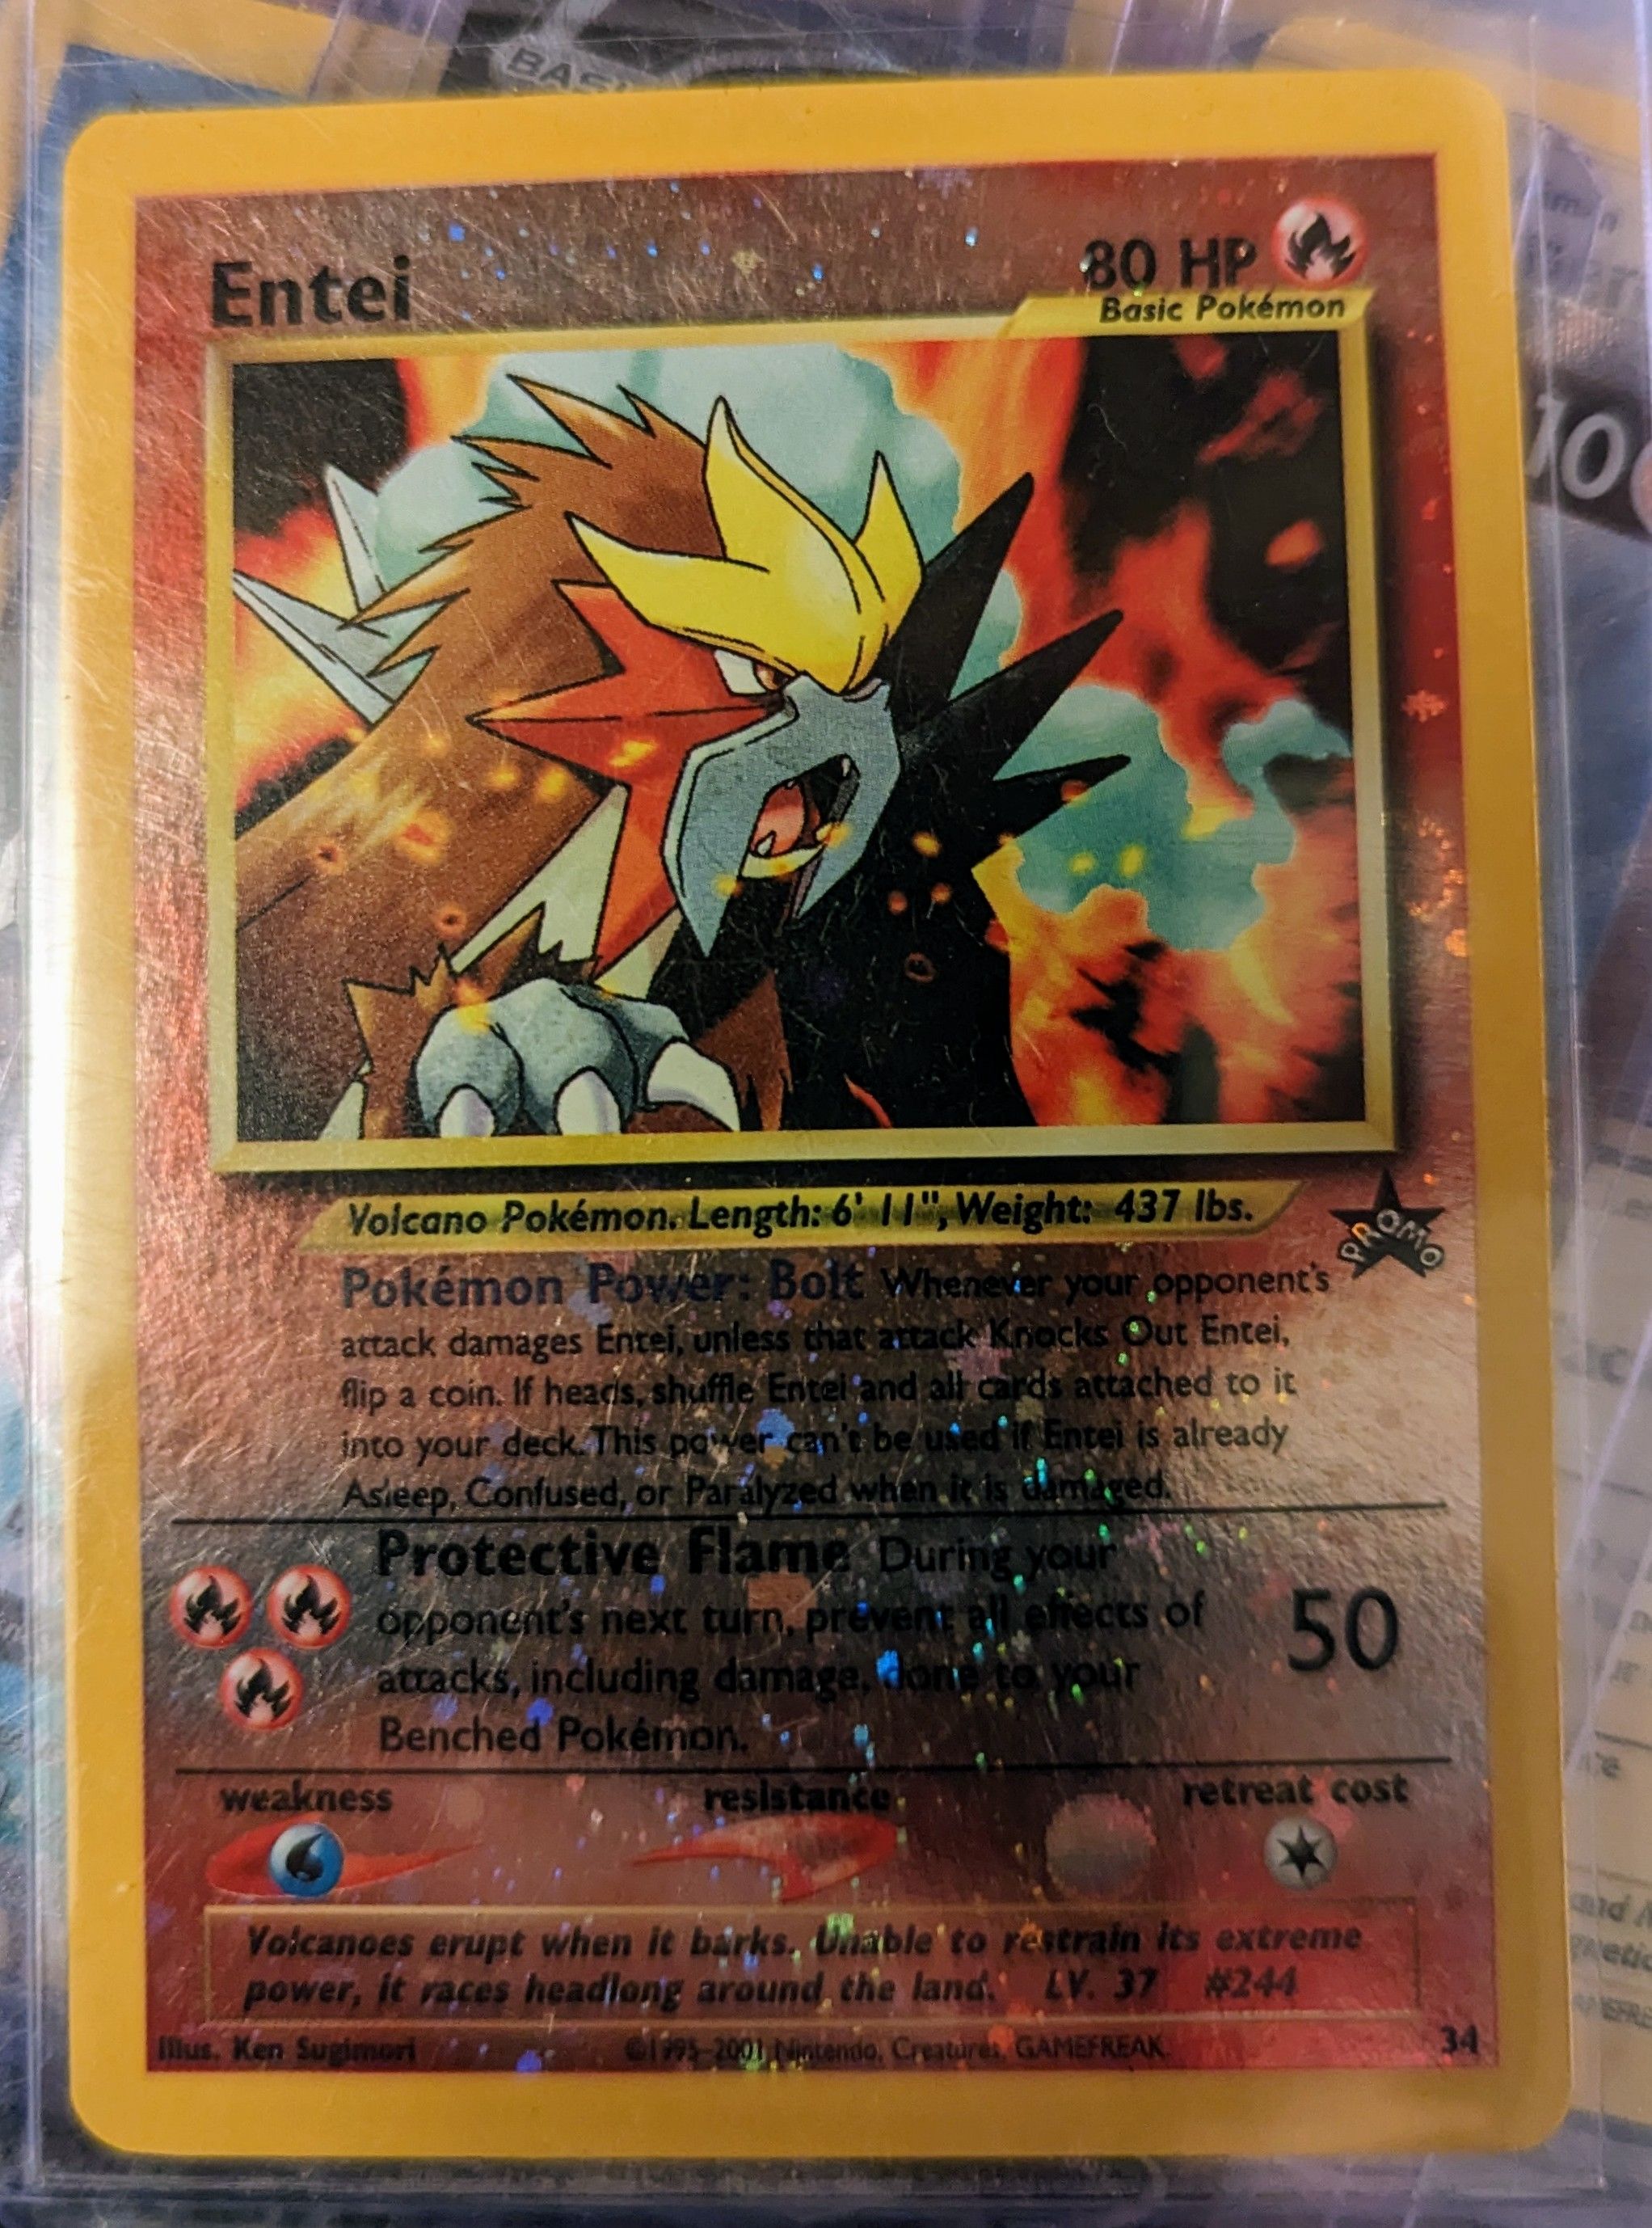 BASI
Entei
80 HP
Basic Pokémon
100
Volcano Pokémon. Length: 6' 11", Weight: 437 lbs.
PROMO
Pokémon Power: Bolt Whenever your opponent's
attack damages Entei, unless that attack Knocks Out Entei,
flip a coin. If heads, shuffle Entei and all cards attached to it
into your deck. This power can't be used if Entei is already
Asleep, Confused, or Paralyzed when it is damaged.
Protective Flame During your
opponent's next turn, prevent all effects of
attacks, including damage, done to your
Benched Pokémon.
50
weakness
resistance
retreat cost
Volcanoes erupt when it barks. Unable to restrain its extreme
power, it races headlong around the land. LV. 37 #244
Illus. Ken Sugimori
©1995-2001 Nintendo, Creatures, GAMEFREAK.
34